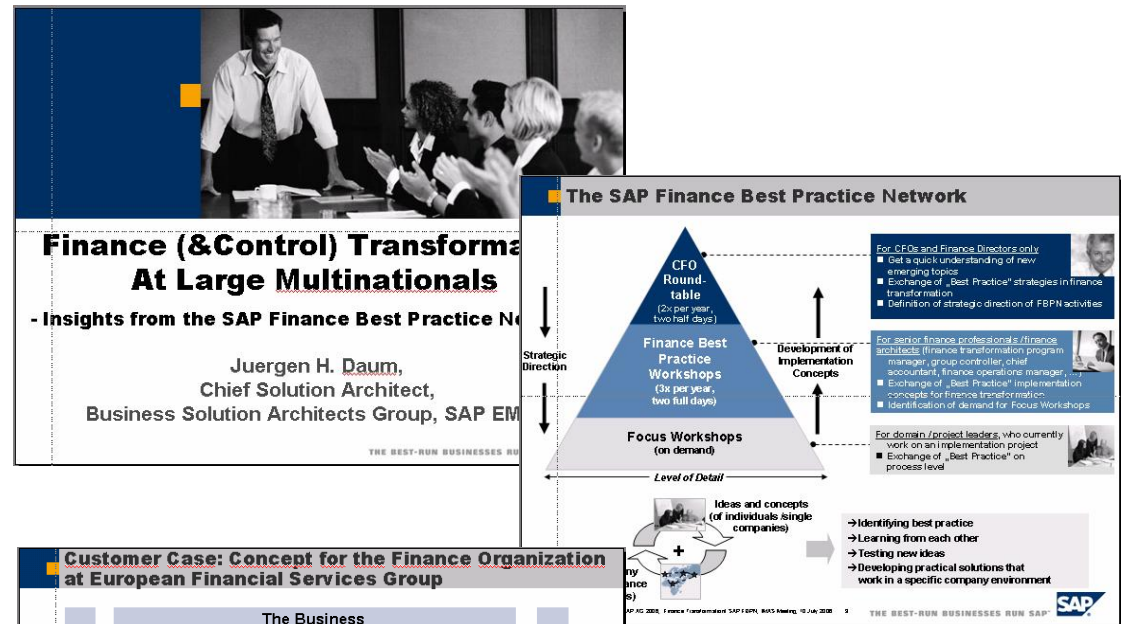 Finance (&Control) Transforma
At Large Multinationals
- Insights from the SAP Finance Best Practice Ne
Juergen H. Daum,
Chief Solution Architect,
Business Solution Architects Group, SAP EM
THE BEST-RUN BUSINESSES RU
The SAP Finance Best Practice Network
CFO
Round-
table
(2x per year,
two half days)
Finance Best
Practice
Workshops
(3x per year,
two full days)
Focus Workshops
(on demand)
Level of Detail
Strategic
Direction
Development of
Implementation
Concepts
For CFOs and Finance Directors only
■ Get a quick understanding of new
emerging topics
■ Exchange of „Best Practice" strategies in finance
transformation
■ Definition of strategic direction of FBPN activities
For senior finance professionals /finance
architects (finance transformation program
manager, group controller, chief
accountant, finance operations manager, ...)
■ Exchange of „Best Practice" implementation
concepts for finance transformation
■ Identification of demand for Focus Workshops
For domain /project leaders, who currently
work on an implementation project
■ Exchange of „Best Practice" on
process level
Ideas and concepts
(of individuals /single
companies)
+
ny
ance
s)
→Identifying best practice
→Learning from each other
→Testing new ideas
→Developing practical solutions that
work in a specific company environment
THE BEST-RUN BUSINESSES RUN SAP
SAP
Customer Case: Concept for the Finance Organization
at European Financial Services Group
The Business